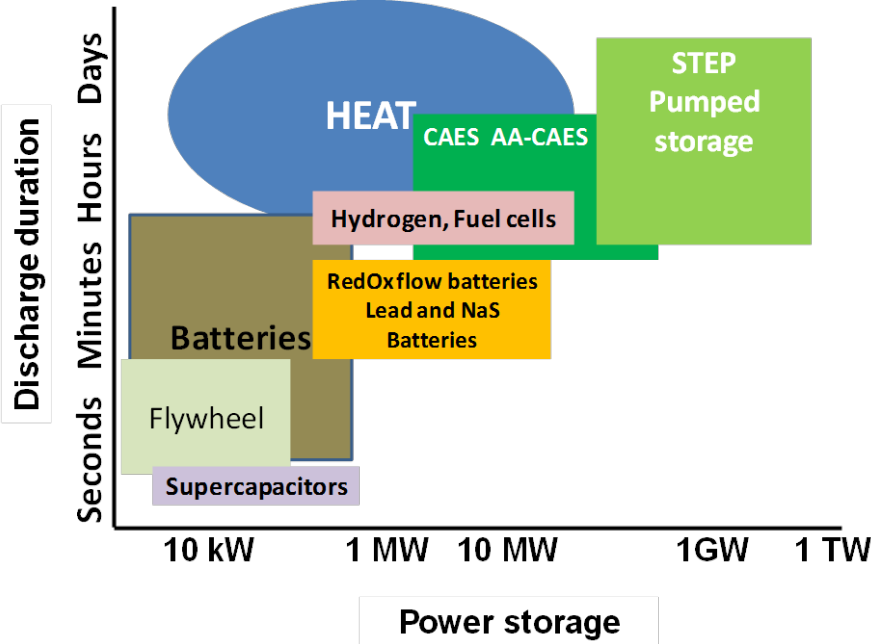 Discharge duration
Days
Hours
Minutes
Seconds
HEAT
CAES AA-CAES
STEP
Pumped
storage
Hydrogen, Fuel cells
RedOxflow batteries
Lead and NaS
Batteries
Batteries
Flywheel
Supercapacitors
10 kW
1 MW
10 MW
1GW
1 TW
Power storage